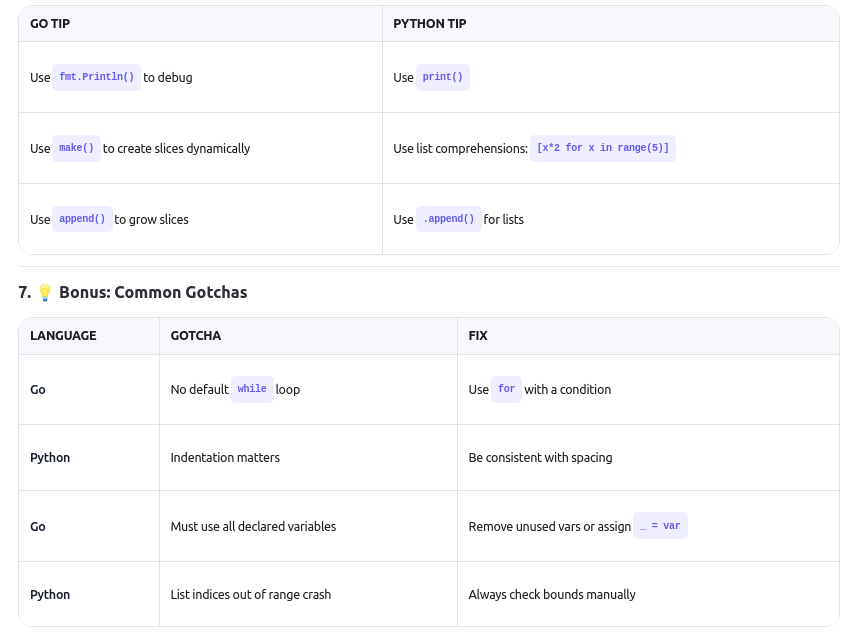 GO TIP PYTHON TIP
Use fmt.Println() to debug Use print()
Use make() to create slices dynamically Use list comprehensions: [x*2 for x in range(5)]
Use append() to grow slices Use .append() for lists
7. 💡 Bonus: Common Gotchas
LANGUAGE GOTCHA FIX
Go No default while loop Use for with a condition
Python Indentation matters Be consistent with spacing
Go Must use all declared variables Remove unused vars or assign _ = var
Python List indices out of range crash Always check bounds manually